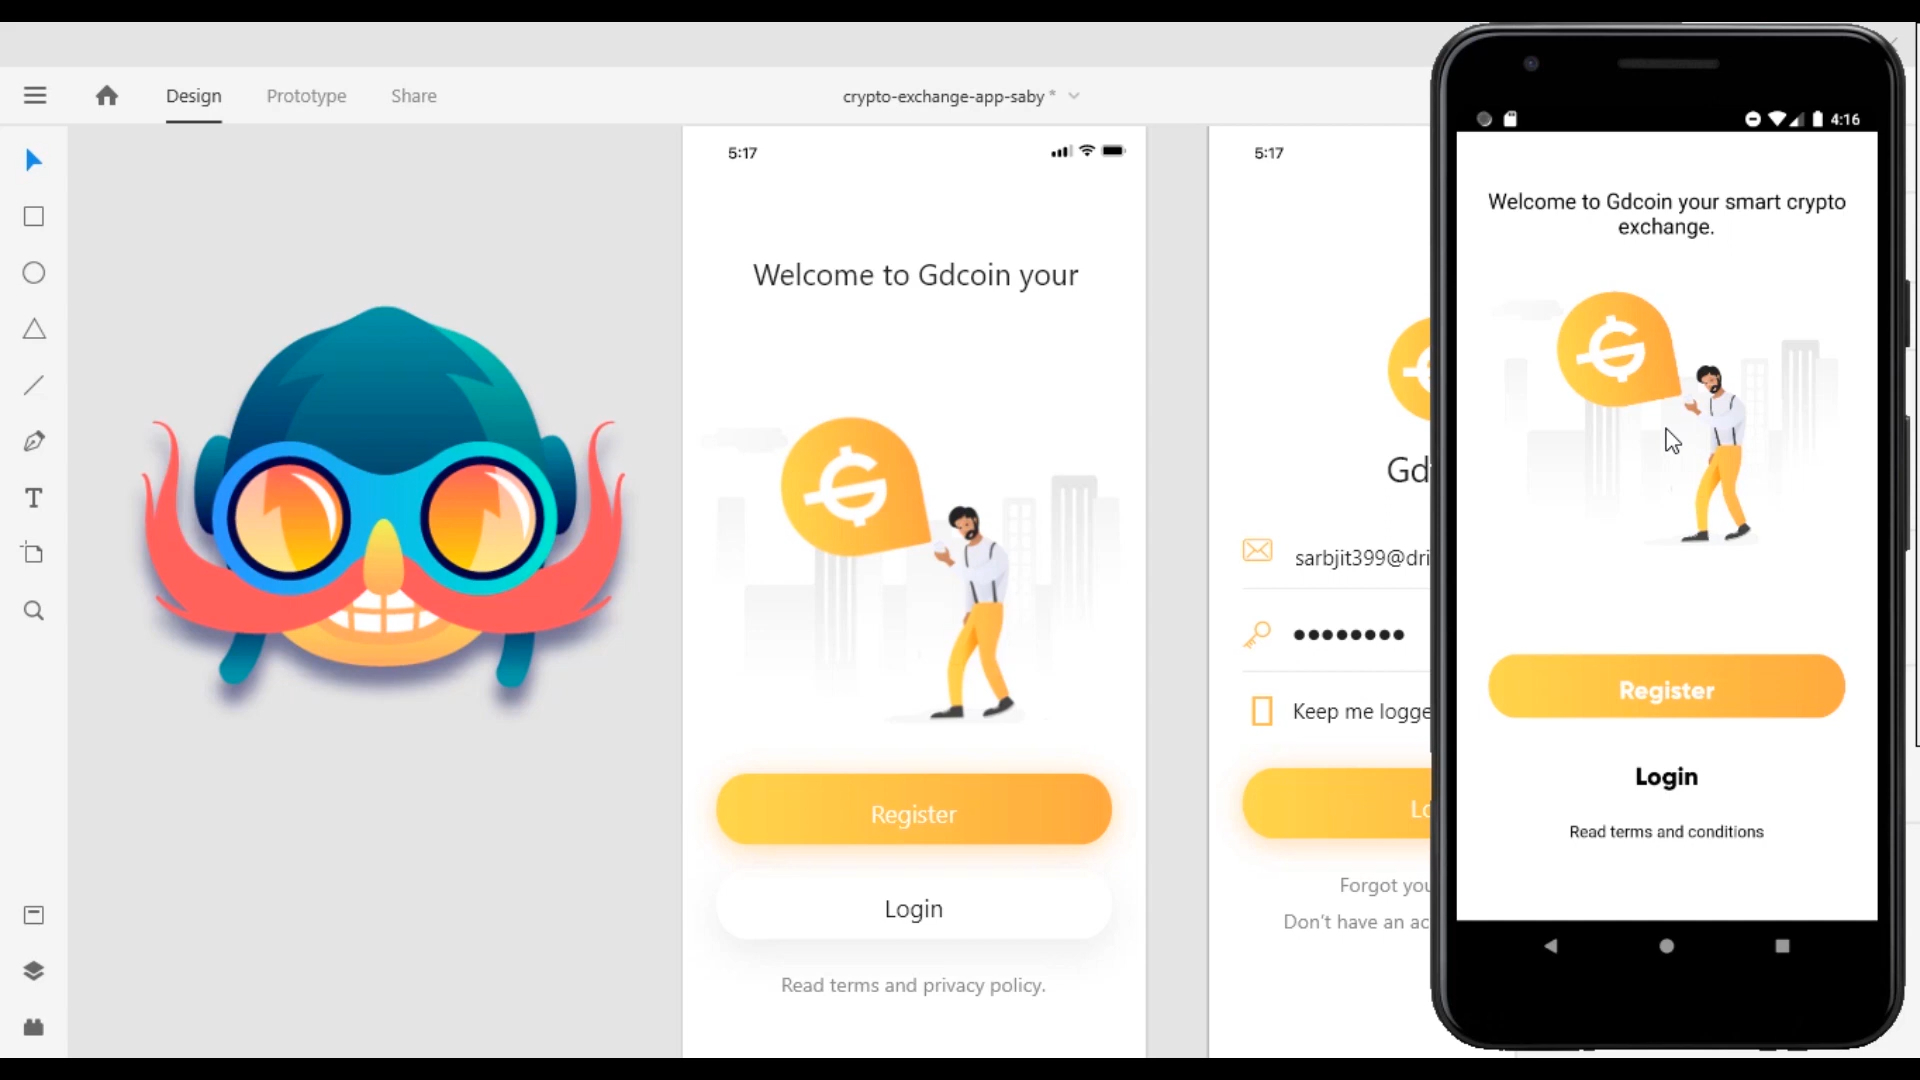 Design
Prototype
Share
crypto-exchange-app-saby *
5:17
Welcome to Gdcoin your
Register
Login
Read terms and privacy policy.
5:17
Gd
sarbjit399@dri
Keep me logge
Lo
Forgot you
Don't have an ac
4:16
Welcome to Gdcoin your smart crypto
exchange.
Register
Login
Read terms and conditions